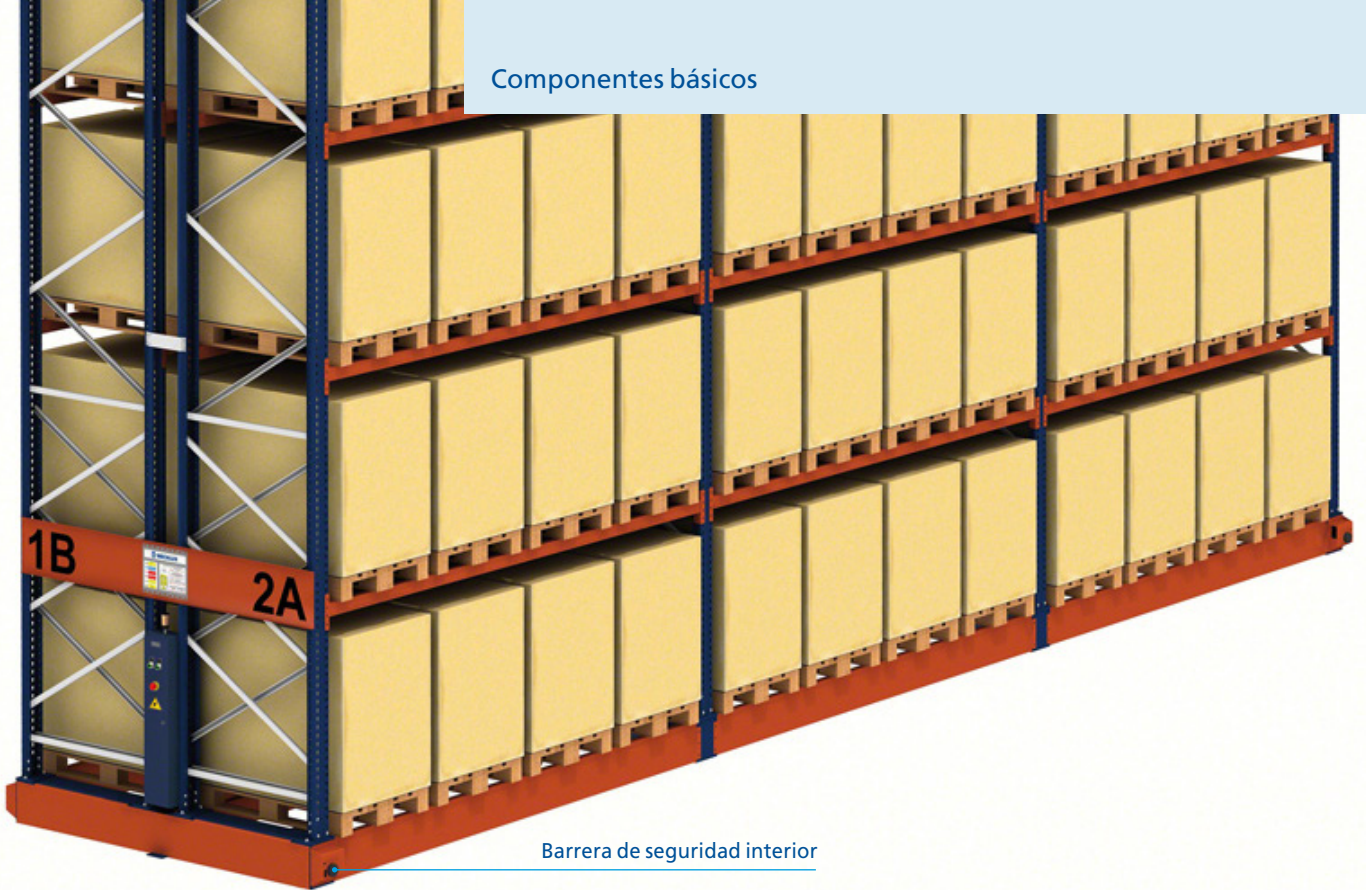 Componentes básicos
1B
2A
Barrera de seguridad interior